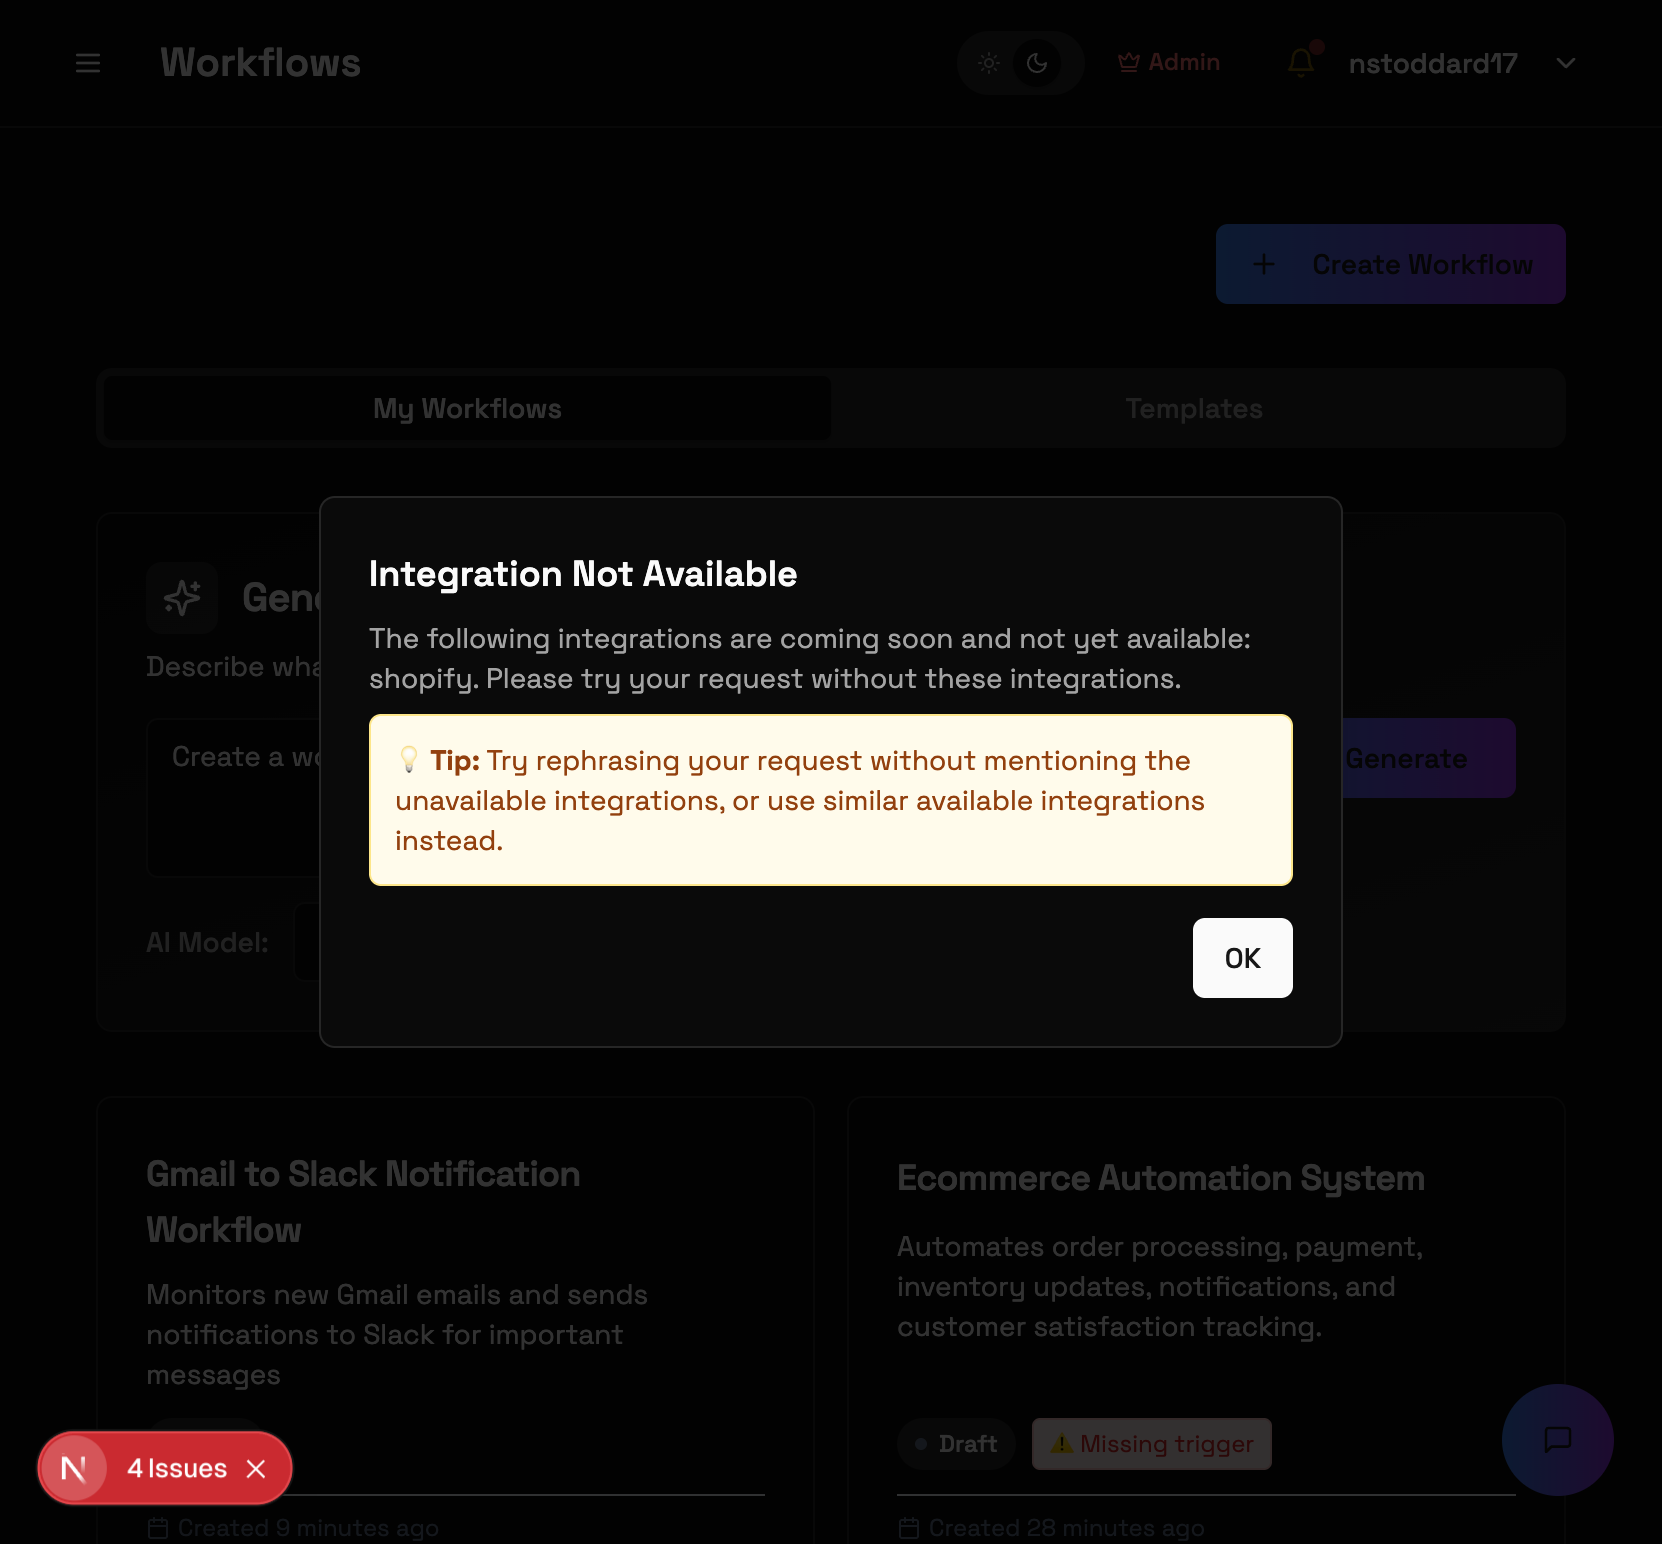 Workflows
Admin
nstoddard17
Create Workflow
My Workflows
Templates
Integration Not Available
The following integrations are coming soon and not yet available:
shopify. Please try your request without these integrations.
💡 Tip: Try rephrasing your request without mentioning the
unavailable integrations, or use similar available integrations
instead.
OK
Gene
Describe wha
Create a wo
Generate
AI Model:
Gmail to Slack Notification
Workflow
Monitors new Gmail emails and sends
notifications to Slack for important
messages
Created 9 minutes ago
Ecommerce Automation System
Automates order processing, payment,
inventory updates, notifications, and
customer satisfaction tracking.
Draft
⚠️ Missing trigger
Created 28 minutes ago
N
4 Issues